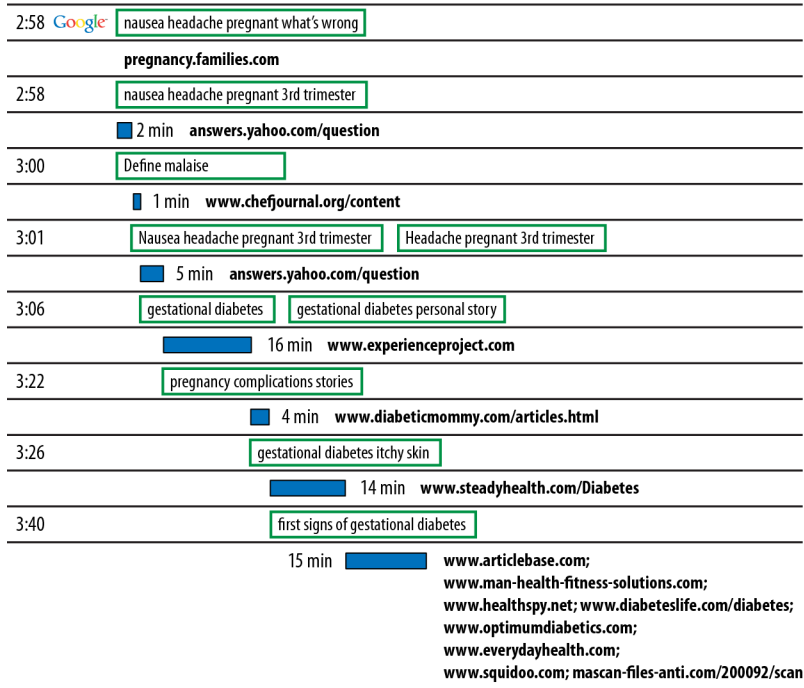 2:58 Google nausea headache pregnant what's wrong
pregnancy.families.com
2:58 nausea headache pregnant 3rd trimester
2 min answers.yahoo.com/question
3:00 Define malaise
1 min www.chefjournal.org/content
3:01 Nausea headache pregnant 3rd trimester Headache pregnant 3rd trimester
5 min answers.yahoo.com/question
3:06 gestational diabetes gestational diabetes personal story
16 min www.experienceproject.com
3:22 pregnancy complications stories
4 min www.diabeticmommy.com/articles.html
3:26 gestational diabetes itchy skin
14 min www.steadyhealth.com/Diabetes
3:40 first signs of gestational diabetes
15 min www.articlebase.com;
www.man-health-fitness-solutions.com;
www.healthspy.net; www.diabeteslife.com/diabetes;
www.optimumdiabetics.com;
www.everydayhealth.com;
www.squidoo.com; mascan-files-anti.com/200092/scan